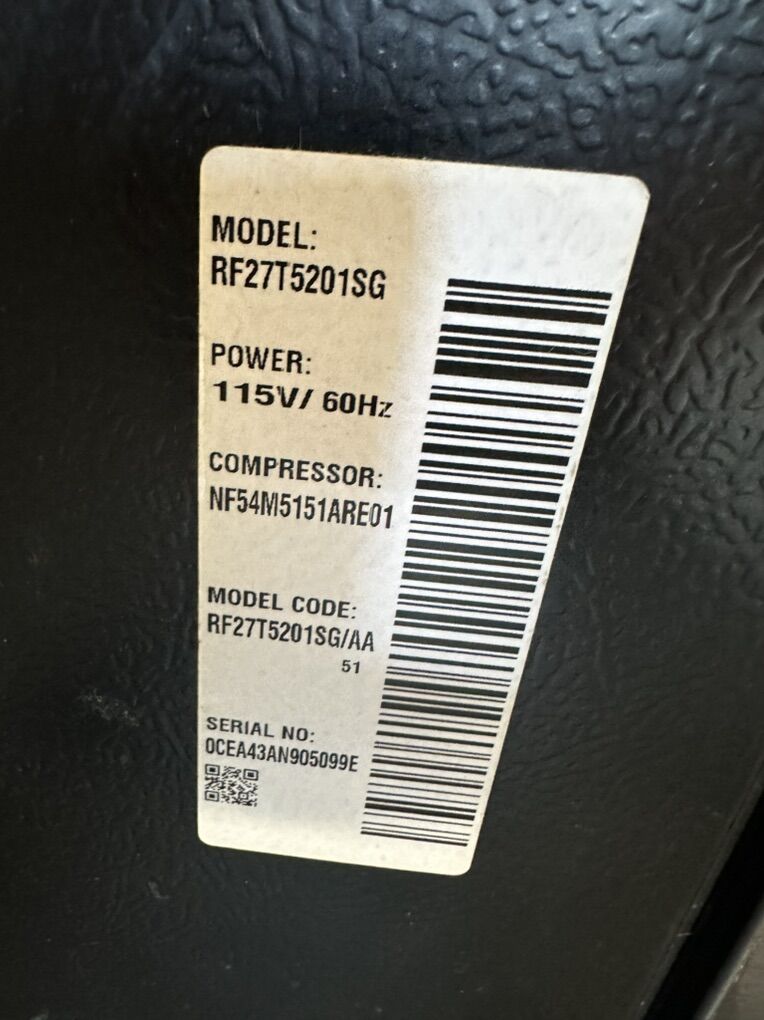 MODEL:
RF27T5201SG
POWER:
115V/ 60Hz
COMPRESSOR:
NF54M5151ARE01
MODEL CODE:
RF27T5201SG/AA
51
SERIAL NO:
0CEA43AN905099E